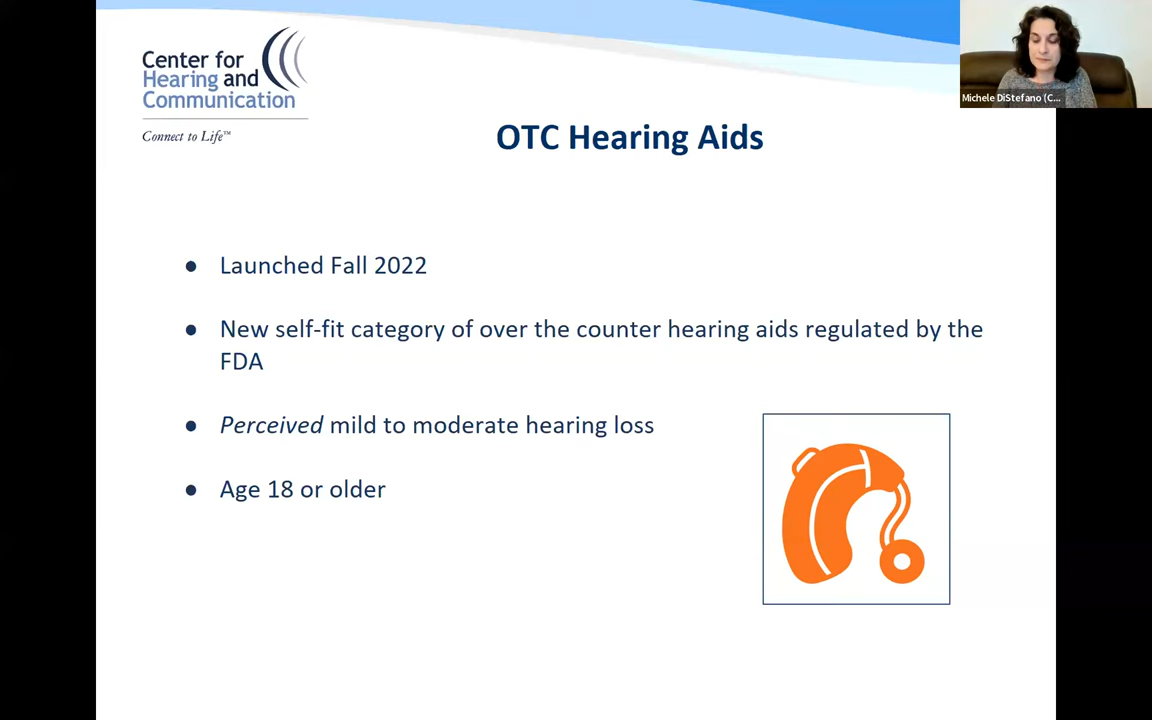 Center for
Hearing and
Communication
Connect to Life™
Michele DiStefano (C...
OTC Hearing Aids
● Launched Fall 2022
● New self-fit category of over the counter hearing aids regulated by the
FDA
● Perceived mild to moderate hearing loss
● Age 18 or older